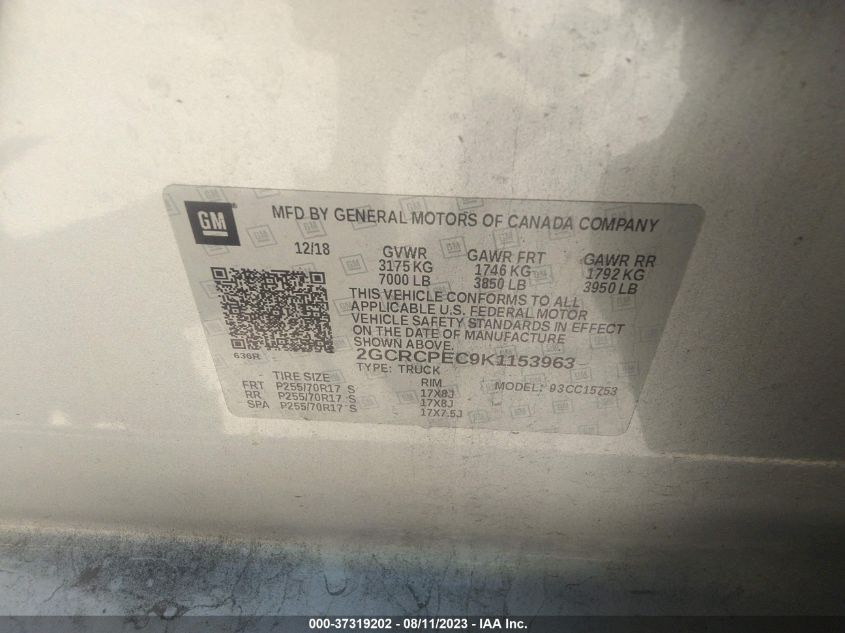 GM
MFD BY GENERAL MOTORS OF CANADA COMPANY
12/18 GVWR GAWR FRT GAWR RR
3175 KG 1746 KG 1792 KG
7000 LB 3850 LB 3950 LB
THIS VEHICLE CONFORMS TO ALL
APPLICABLE U.S. FEDERAL MOTOR
VEHICLE SAFETY STANDARDS IN EFFECT
ON THE DATE OF MANUFACTURE
SHOWN ABOVE.
636R
2GCRCPEC9K1153963
TYPE: TRUCK
TIRE SIZE RIM MODEL: 93CC15753
FRT P255/70R17 S 17X8J
RR P255/70R17 S 17X8J
SPA P255/70R17 S 17X7.5J
000-37319202 - 08/11/2023 - IAA Inc.